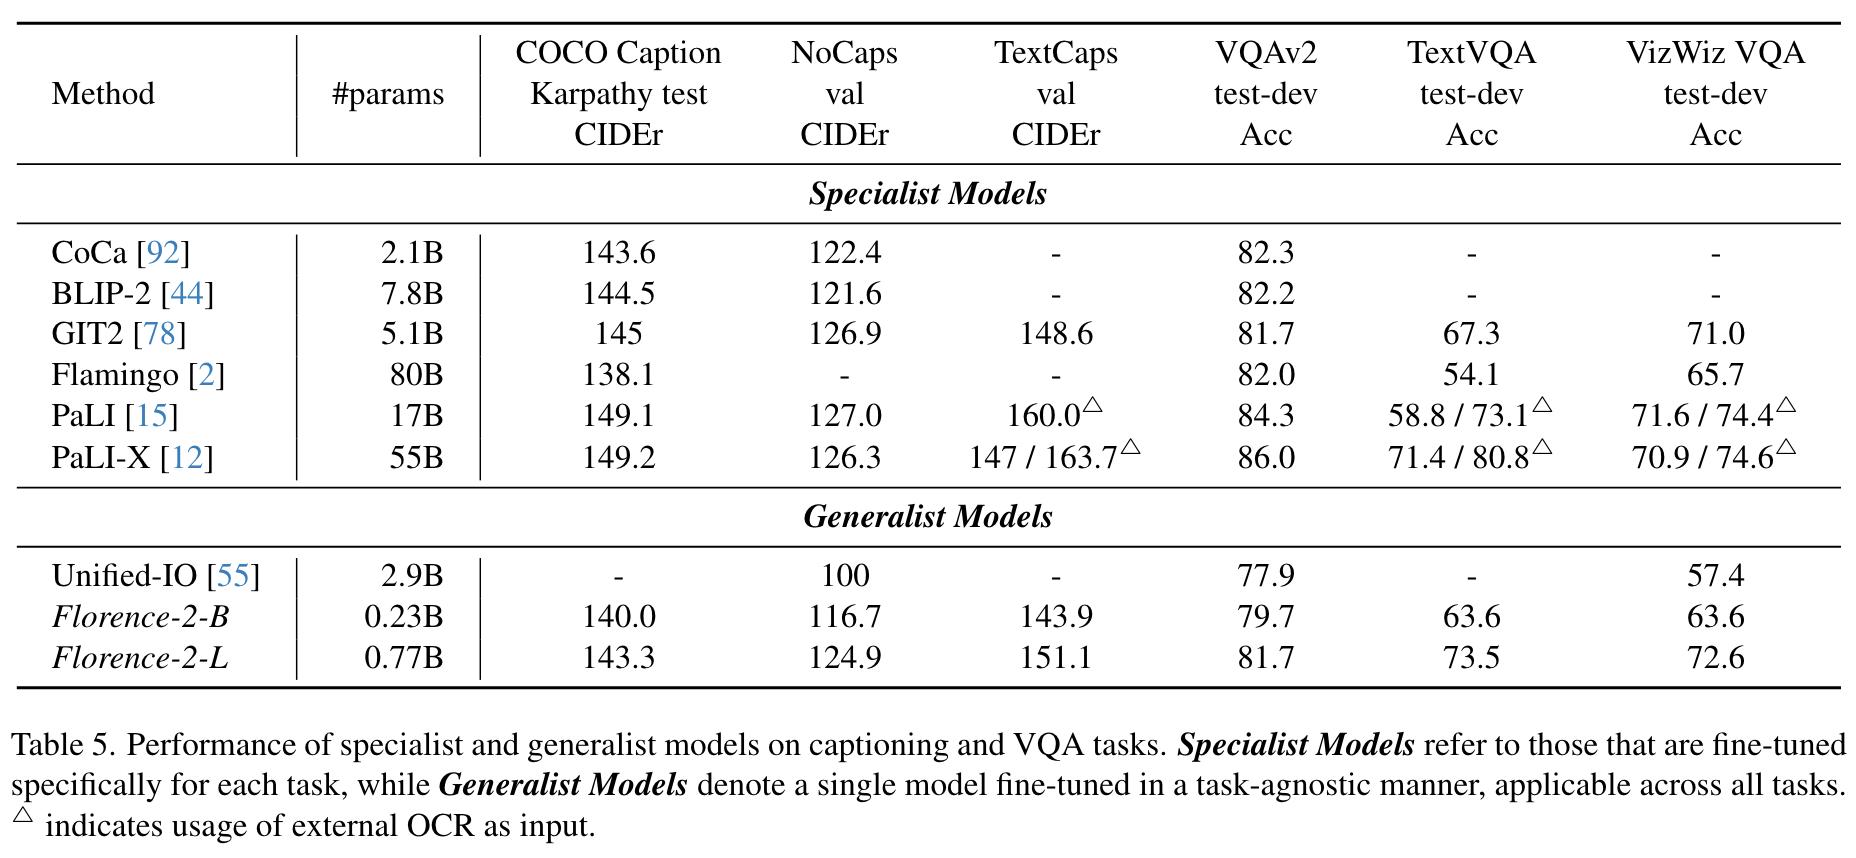 COCO Caption NoCaps TextCaps VQAv2 TextVQA VizWiz VQA
Method #params Karpathy test val val test-dev test-dev test-dev
CIDEr CIDEr CIDEr Acc Acc Acc
Specialist Models
CoCa [92] 2.1B 143.6 122.4 - 82.3 - -
BLIP-2 [44] 7.8B 144.5 121.6 - 82.2 - -
GIT2 [78] 5.1B 145 126.9 148.6 81.7 67.3 71.0
Flamingo [2] 80B 138.1 - - 82.0 54.1 65.7
PaLI [15] 17B 149.1 127.0 160.0△ 84.3 58.8 / 73.1△ 71.6 / 74.4△
PaLI-X [12] 55B 149.2 126.3 147 / 163.7△ 86.0 71.4 / 80.8△ 70.9 / 74.6△
Generalist Models
Unified-IO [55] 2.9B - 100 - 77.9 - 57.4
Florence-2-B 0.23B 140.0 116.7 143.9 79.7 63.6 63.6
Florence-2-L 0.77B 143.3 124.9 151.1 81.7 73.5 72.6
Table 5. Performance of specialist and generalist models on captioning and VQA tasks. Specialist Models refer to those that are fine-tuned
specifically for each task, while Generalist Models denote a single model fine-tuned in a task-agnostic manner, applicable across all tasks.
△ indicates usage of external OCR as input.